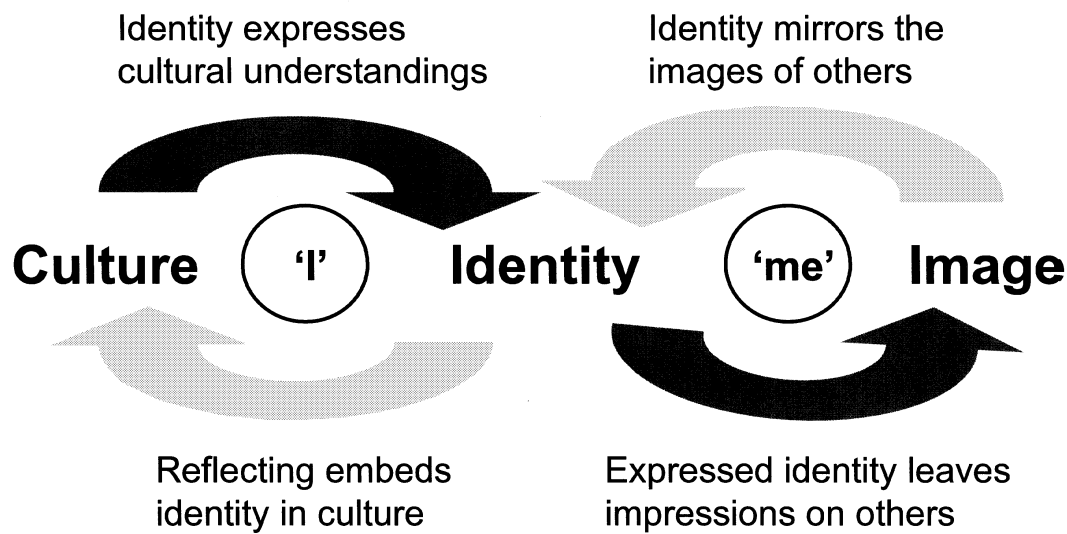 Identity expresses
cultural understandings
Identity mirrors the
images of others
Culture
‘I’
Identity
‘me’
Image
Reflecting embeds
identity in culture
Expressed identity leaves
impressions on others